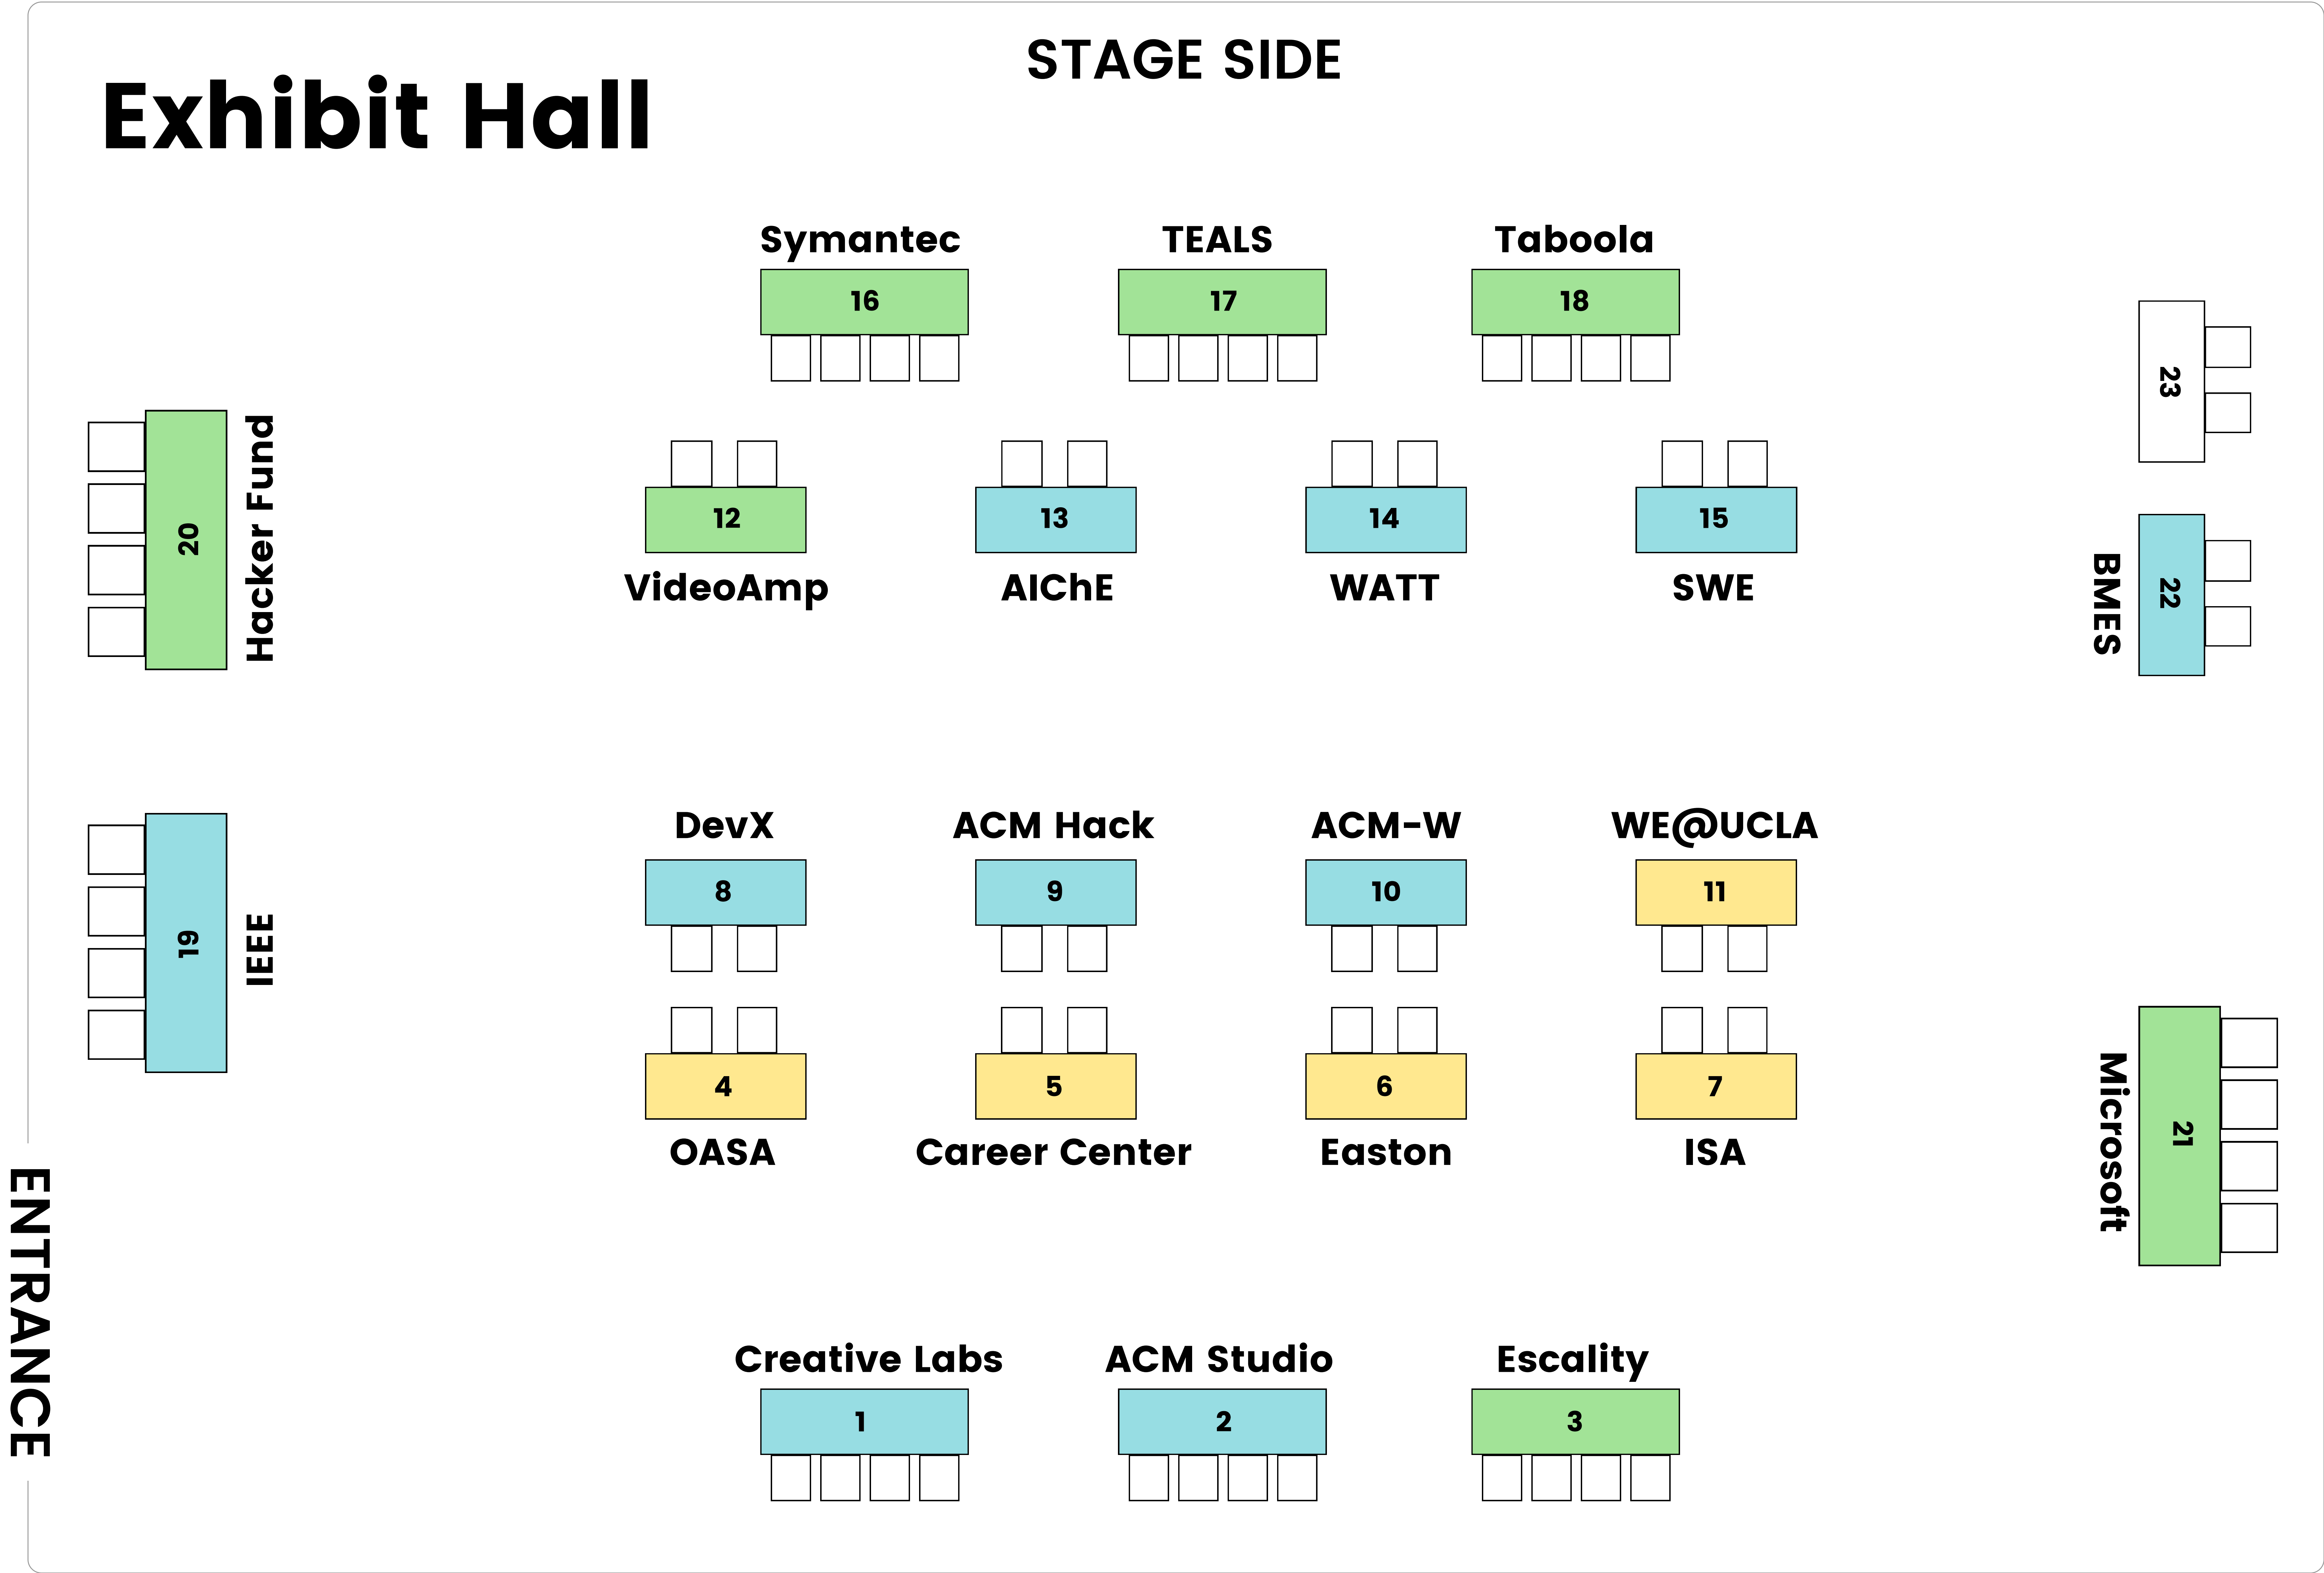 STAGE SIDE
Exhibit Hall
Symantec
TEALS
Taboola
16
17
18
23
20
Hacker Fund
12
13
14
15
VideoAmp
AIChE
WATT
SWE
BMES
22
DevX
ACM Hack
ACM-W
WE@UCLA
8
9
10
11
19
IEEE
4
5
6
7
OASA
Career Center
Easton
ISA
Microsoft
21
ENTRANCE
Creative Labs
ACM Studio
Escality
1
2
3